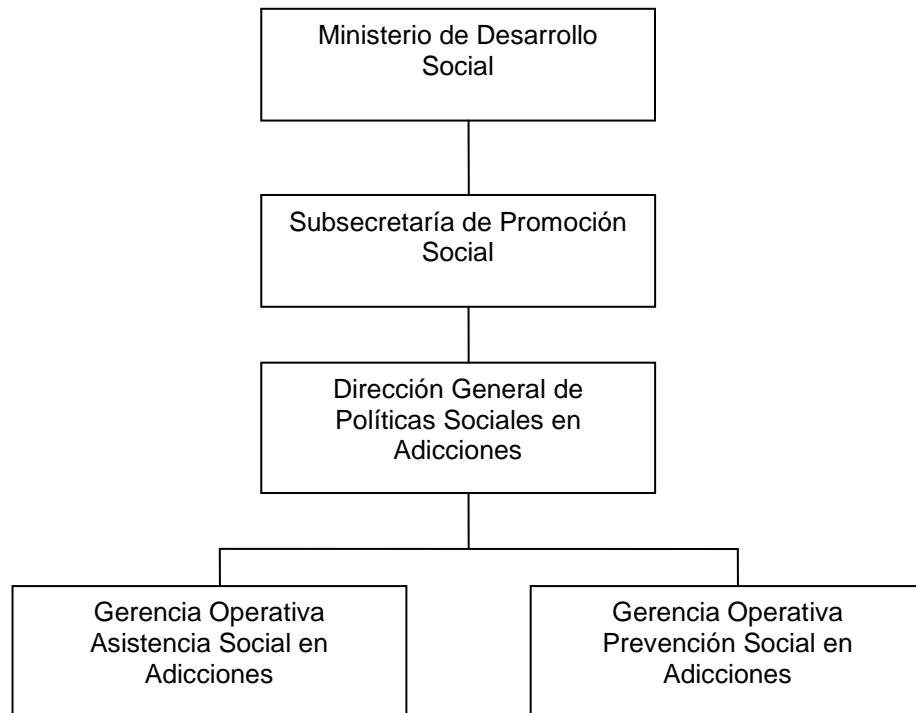 Ministerio de Desarrollo
Social
Subsecretaría de Promoción
Social
Dirección General de
Políticas Sociales en
Adicciones
Gerencia Operativa
Asistencia Social en
Adicciones
Gerencia Operativa
Prevención Social en
Adicciones